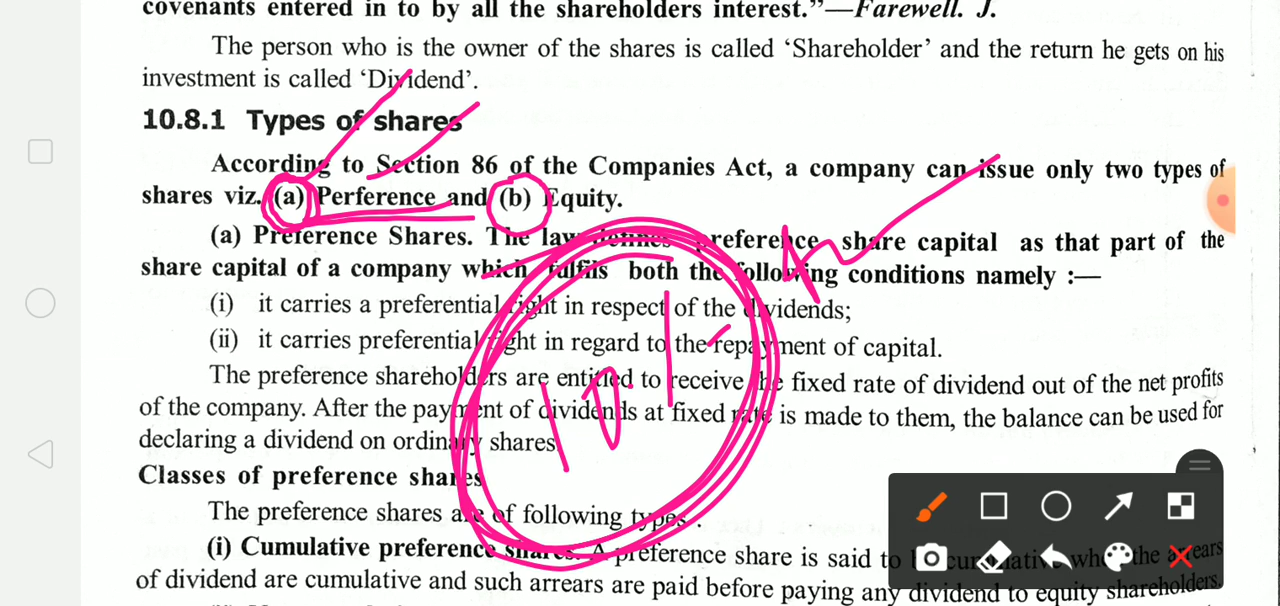 covenants entered in to by all the shareholders interest.”—Farewell. J.
The person who is the owner of the shares is called ‘Shareholder’ and the return he gets on his
investment is called ‘Dividend’.
10.8.1 Types of shares
According to Section 86 of the Companies Act, a company can issue only two types of
shares viz. (a) Perference and (b) Equity.
(a) Preference Shares. The law defines preference share capital as that part of the
share capital of a company which fulfils both the following conditions namely :—
(i) it carries a preferential right in respect of the dividends;
(ii) it carries preferential right in regard to the repayment of capital.
The preference shareholders are entitled to receive the fixed rate of dividend out of the net profits
of the company. After the payment of dividends at fixed rate is made to them, the balance can be used for
declaring a dividend on ordinary shares.
Classes of preference shares
The preference shares are of following types :
(i) Cumulative preference shares. A preference share is said to be cumulative when the arrears
of dividend are cumulative and such arrears are paid before paying any dividend to equity shareholders.